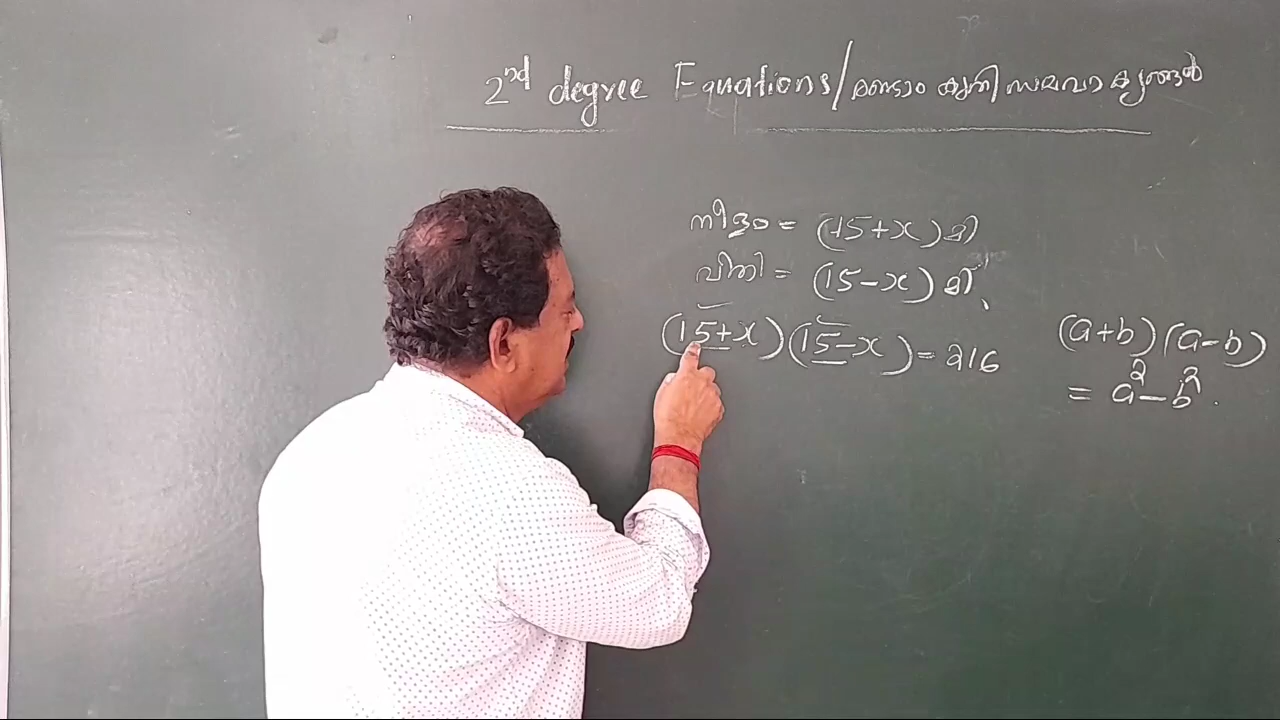 2nd degree Equations/രണ്ടാം കൃതി സമവാക്യങ്ങൾ
നീളം = (15+x) മീ
വീതി = (15-x) മീ.
(15+x)(15-x) = 216
(a+b)(a-b)
= a² - b².